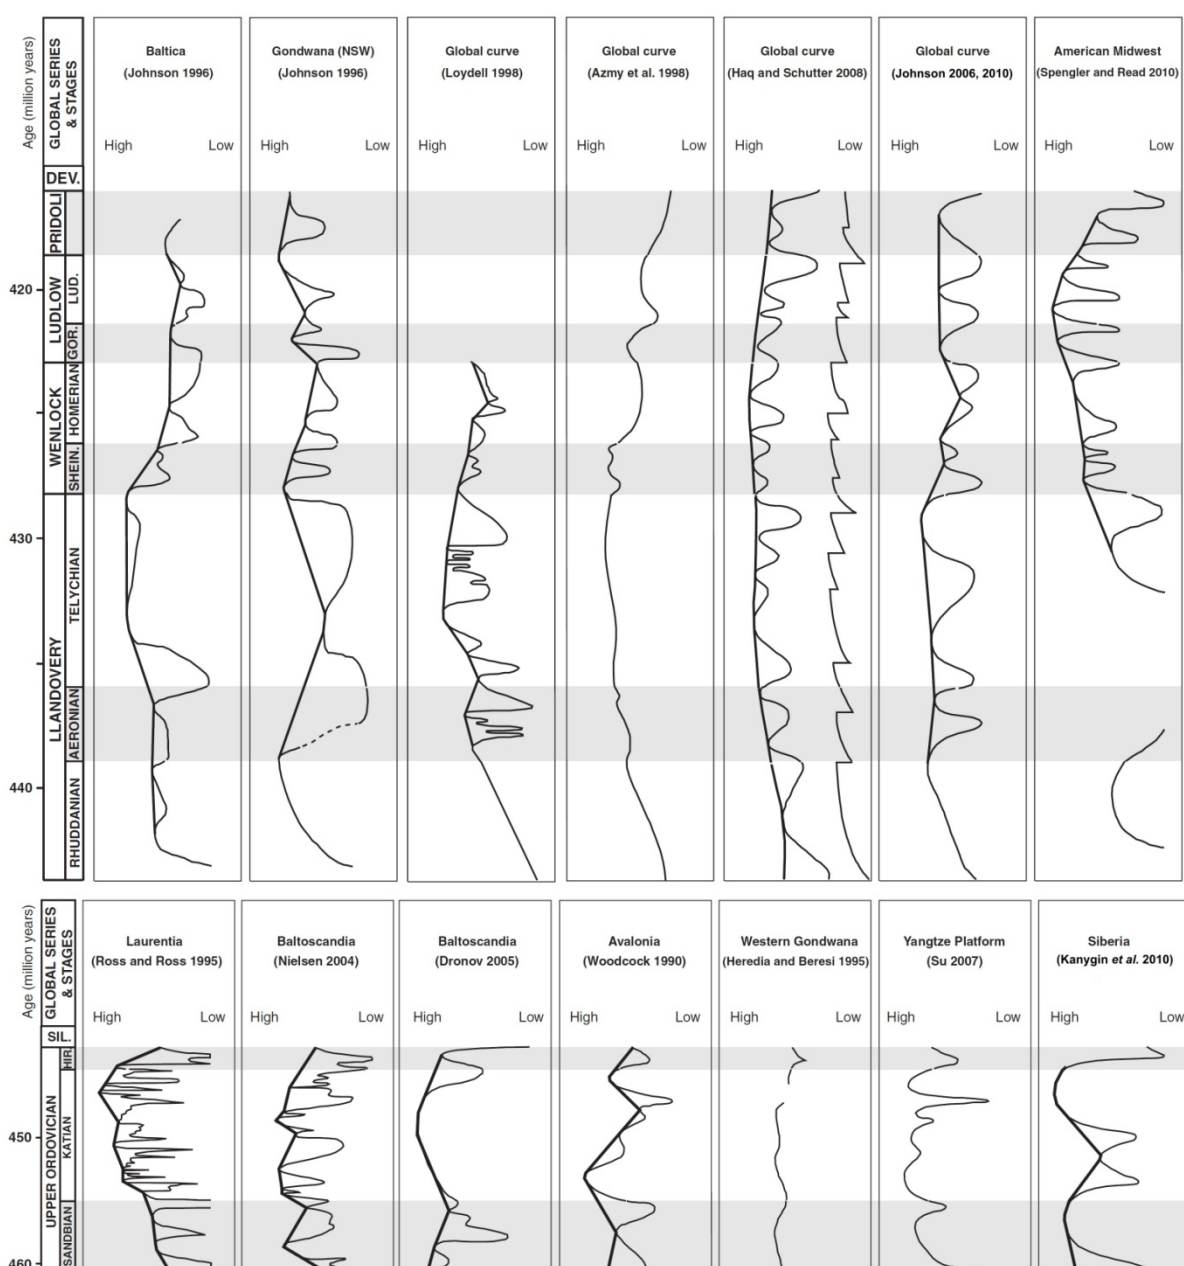 Age (million years)
GLOBAL SERIES
& STAGES
Baltica
(Johnson 1996)
High Low
Gondwana (NSW)
(Johnson 1996)
High Low
Global curve
(Loydell 1998)
High Low
Global curve
(Azmy et al. 1998)
High Low
Global curve
(Haq and Schutter 2008)
High Low
Global curve
(Johnson 2006, 2010)
High Low
American Midwest
(Spengler and Read 2010)
High Low
DEV.
PRIDOLI
LUDLOW
LUD.
GOR.
WENLOCK
HOMERIAN
SHEIN.
LLANDOVERY
TELYCHIAN
AERONIAN
RHUDDANIAN
420
430
440
Age (million years)
GLOBAL SERIES
& STAGES
Laurentia
(Ross and Ross 1995)
High Low
Baltoscandia
(Nielsen 2004)
High Low
Baltoscandia
(Dronov 2005)
High Low
Avalonia
(Woodcock 1990)
High Low
Western Gondwana
(Heredia and Beresi 1995)
High Low
Yangtze Platform
(Su 2007)
High Low
Siberia
(Kanygin et al. 2010)
High Low
SIL.
UPPER ORDOVICIAN
HIR.
KATIAN
SANDBIAN
450
460